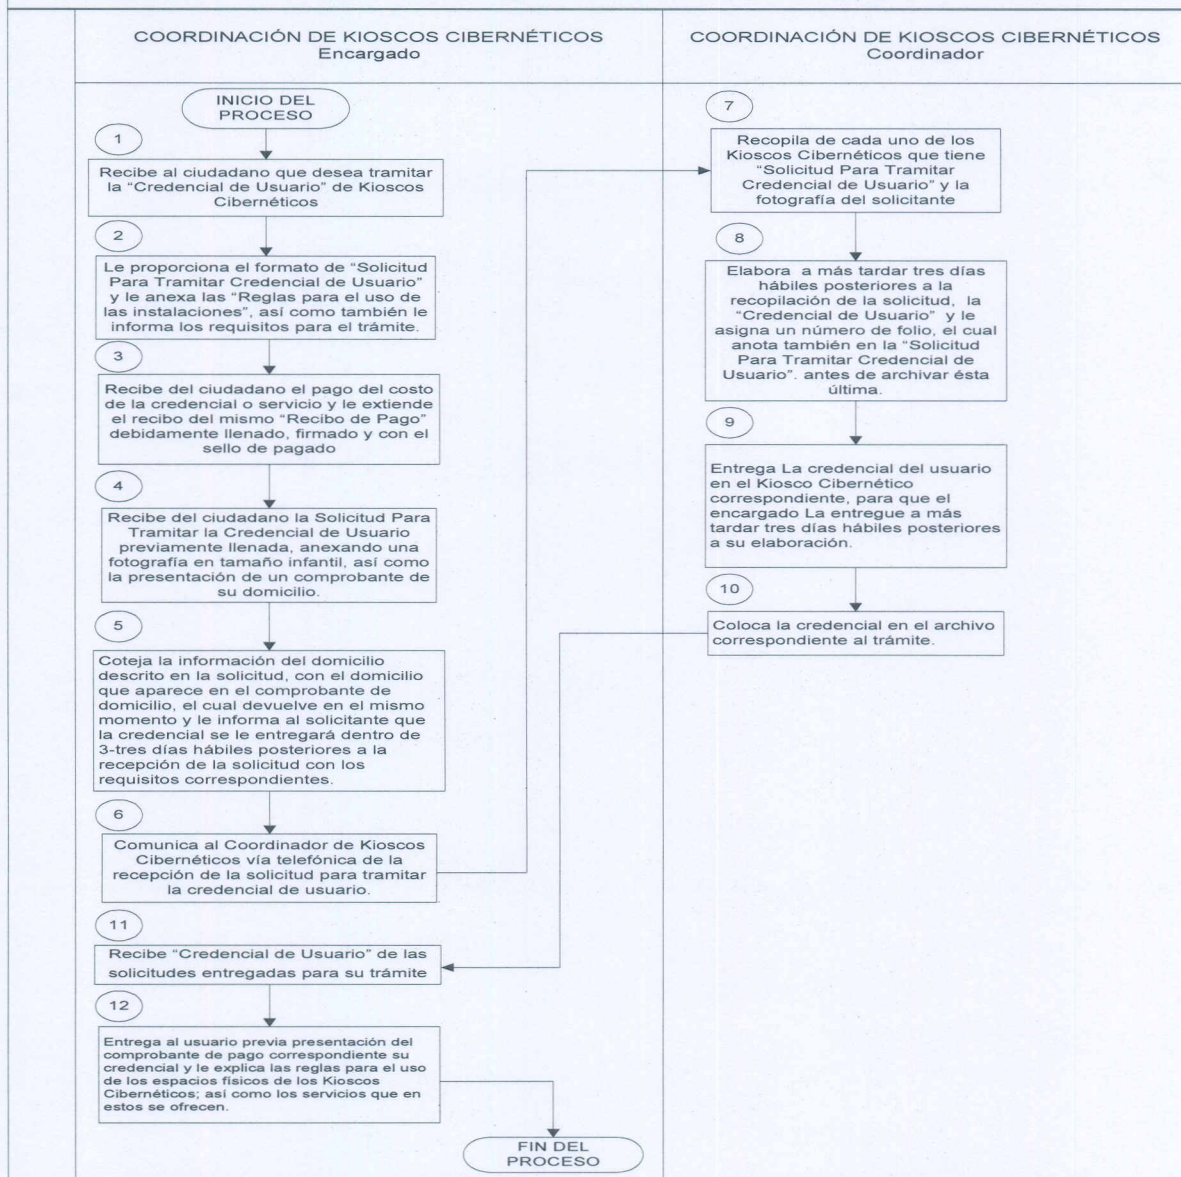 COORDINACIÓN DE KIOSCOS CIBERNÉTICOS
Encargado
COORDINACIÓN DE KIOSCOS CIBERNÉTICOS
Coordinador
INICIO DEL
PROCESO
1
Recibe al ciudadano que desea tramitar
la “Credencial de Usuario” de Kioscos
Cibernéticos
2
Le proporciona el formato de “Solicitud
Para Tramitar Credencial de Usuario”
y le anexa las “Reglas para el uso de
las instalaciones”, así como también le
informa los requisitos para el trámite.
3
Recibe del ciudadano el pago del costo
de la credencial o servicio y le extiende
el recibo del mismo “Recibo de Pago”
debidamente llenado, firmado y con el
sello de pagado
4
Recibe del ciudadano la Solicitud Para
Tramitar la Credencial de Usuario
previamente llenada, anexando una
fotografía en tamaño infantil, así como
la presentación de un comprobante de
su domicilio.
5
Coteja la información del domicilio
descrito en la solicitud, con el domicilio
que aparece en el comprobante de
domicilio, el cual devuelve en el mismo
momento y le informa al solicitante que
la credencial se le entregará dentro de
3-tres días hábiles posteriores a la
recepción de la solicitud con los
requisitos correspondientes.
6
Comunica al Coordinador de Kioscos
Cibernéticos vía telefónica de la
recepción de la solicitud para tramitar
la credencial de usuario.
7
Recopila de cada uno de los
Kioscos Cibernéticos que tiene
“Solicitud Para Tramitar
Credencial de Usuario” y la
fotografía del solicitante
8
Elabora a más tardar tres días
hábiles posteriores a la
recopilación de la solicitud, la
“Credencial de Usuario” y le
asigna un número de folio, el cual
anota también en la “Solicitud
Para Tramitar Credencial de
Usuario”. antes de archivar ésta
última.
9
Entrega La credencial del usuario
en el Kiosco Cibernético
correspondiente, para que el
encargado La entregue a más
tardar tres días hábiles posteriores
a su elaboración.
10
Coloca la credencial en el archivo
correspondiente al trámite.
11
Recibe “Credencial de Usuario” de las
solicitudes entregadas para su trámite
12
Entrega al usuario previa presentación del
comprobante de pago correspondiente su
credencial y le explica las reglas para el uso
de los espacios físicos de los Kioscos
Cibernéticos; así como los servicios que en
estos se ofrecen.
FIN DEL
PROCESO